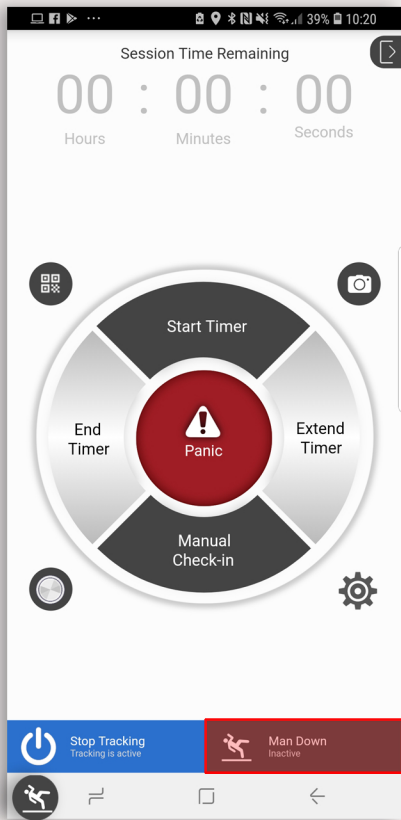 39% 10:20
Session Time Remaining
00 : 00 : 00
Hours Minutes Seconds
Start Timer
End
Timer
Panic
Extend
Timer
Manual
Check-in
Stop Tracking
Tracking is active
Man Down
Inactive